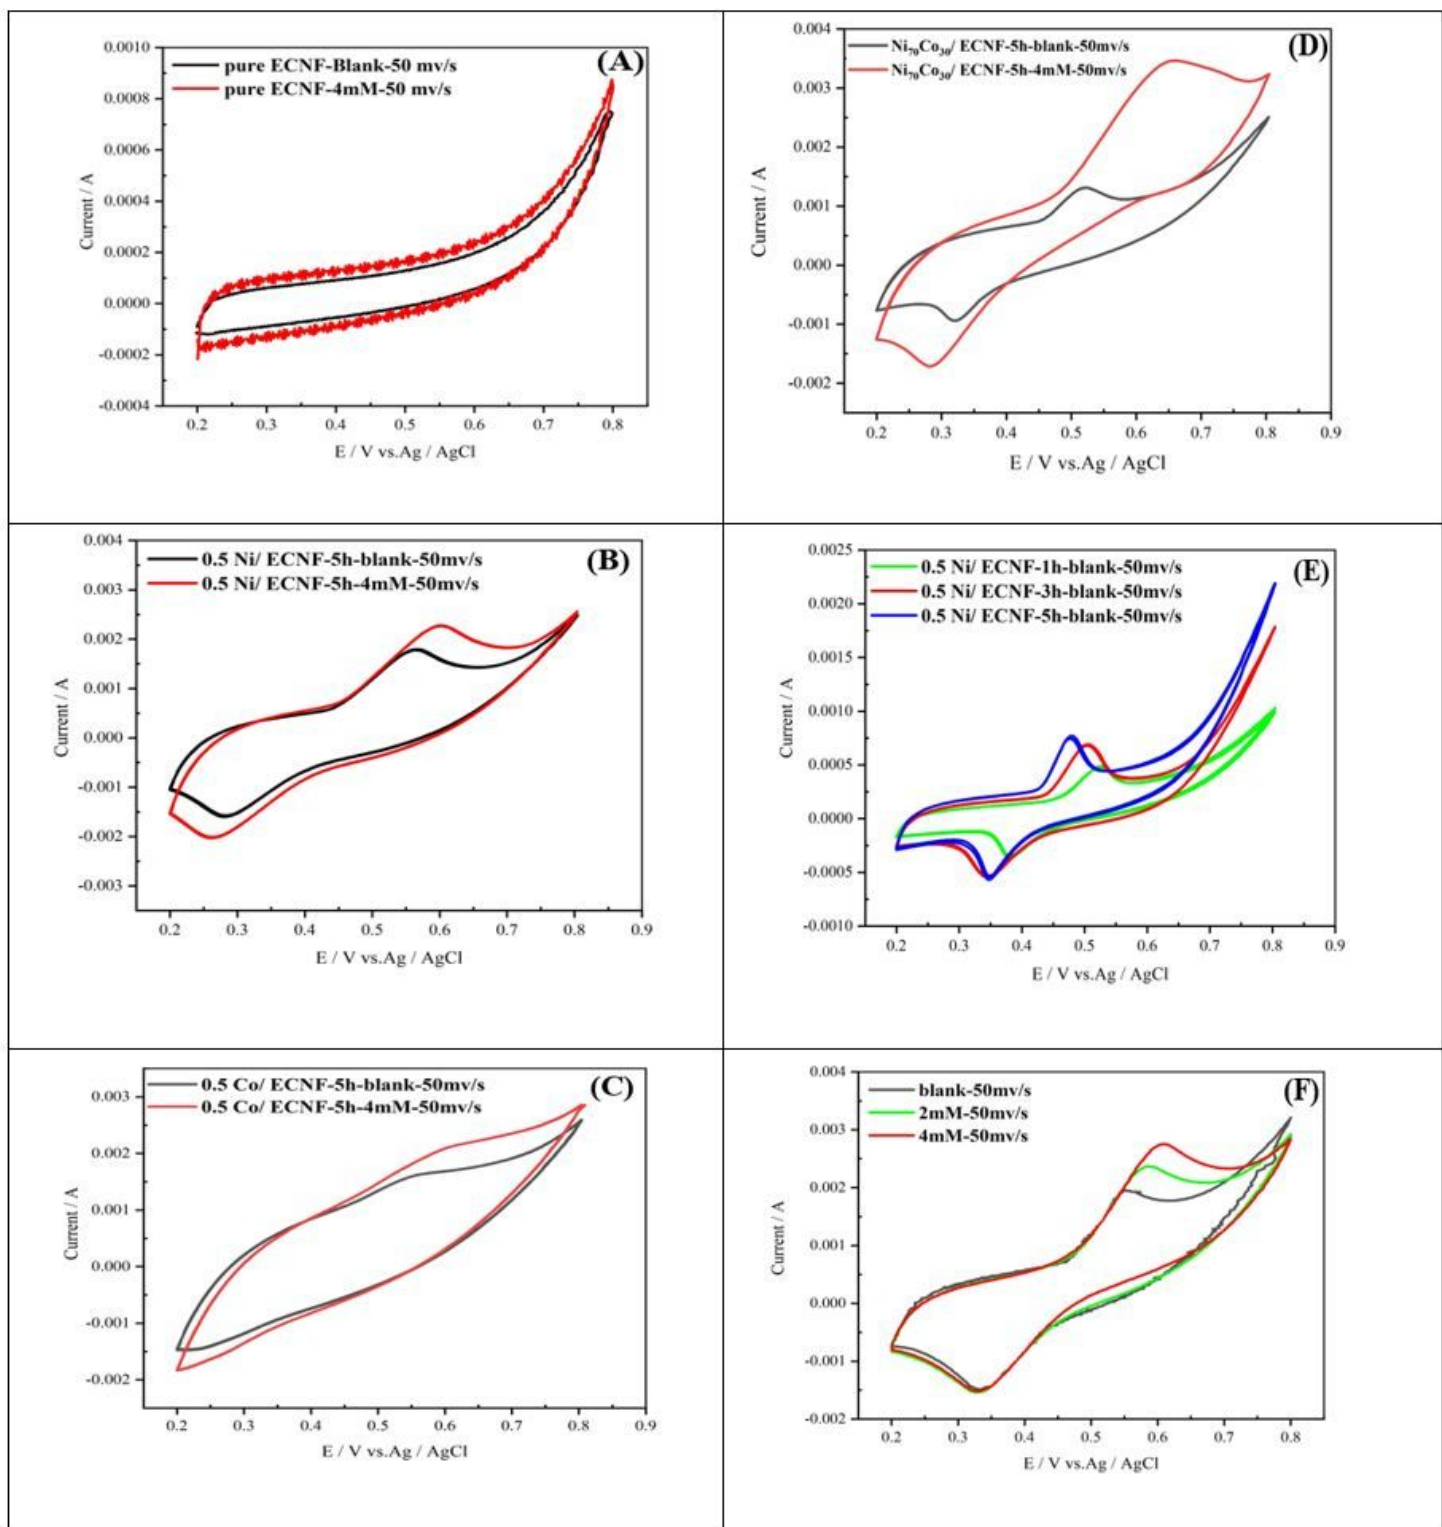 (A)
pure ECNF-Blank-50 mv/s
pure ECNF-4mM-50 mv/s
0.0010
0.0008
0.0006
0.0004
0.0002
0.0000
-0.0002
-0.0004
Current / A
0.2 0.3 0.4 0.5 0.6 0.7 0.8
E / V vs.Ag / AgCl
(D)
Ni₇₀Co₃₀/ ECNF-5h-blank-50mv/s
Ni₇₀Co₃₀/ ECNF-5h-4mM-50mv/s
0.004
0.003
0.002
0.001
0.000
-0.001
-0.002
Current / A
0.2 0.3 0.4 0.5 0.6 0.7 0.8 0.9
E / V vs.Ag / AgCl
(B)
0.5 Ni/ ECNF-5h-blank-50mv/s
0.5 Ni/ ECNF-5h-4mM-50mv/s
0.004
0.003
0.002
0.001
0.000
-0.001
-0.002
-0.003
Current / A
0.2 0.3 0.4 0.5 0.6 0.7 0.8 0.9
E / V vs.Ag / AgCl
(E)
0.5 Ni/ ECNF-1h-blank-50mv/s
0.5 Ni/ ECNF-3h-blank-50mv/s
0.5 Ni/ ECNF-5h-blank-50mv/s
0.0025
0.0020
0.0015
0.0010
0.0005
0.0000
-0.0005
-0.0010
Current / A
0.2 0.3 0.4 0.5 0.6 0.7 0.8 0.9
E / V vs.Ag / AgCl
(C)
0.5 Co/ ECNF-5h-blank-50mv/s
0.5 Co/ ECNF-5h-4mM-50mv/s
0.003
0.002
0.001
0.000
-0.001
-0.002
Current / A
0.2 0.3 0.4 0.5 0.6 0.7 0.8 0.9
E / V vs.Ag / AgCl
(F)
blank-50mv/s
2mM-50mv/s
4mM-50mv/s
0.004
0.003
0.002
0.001
0.000
-0.001
-0.002
Current / A
0.2 0.3 0.4 0.5 0.6 0.7 0.8
E / V vs.Ag / AgCl